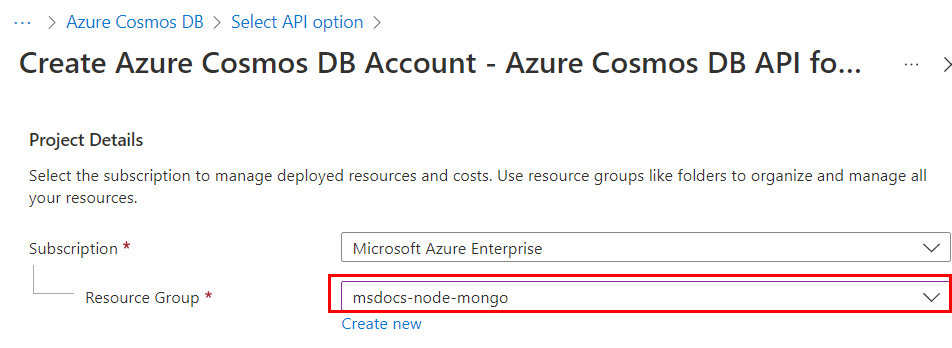 ... > Azure Cosmos DB > Select API option >
Create Azure Cosmos DB Account - Azure Cosmos DB API fo... ...
Project Details
Select the subscription to manage deployed resources and costs. Use resource groups like folders to organize and manage all
your resources.
Subscription * Microsoft Azure Enterprise
Resource Group * msdocs-node-mongo
Create new